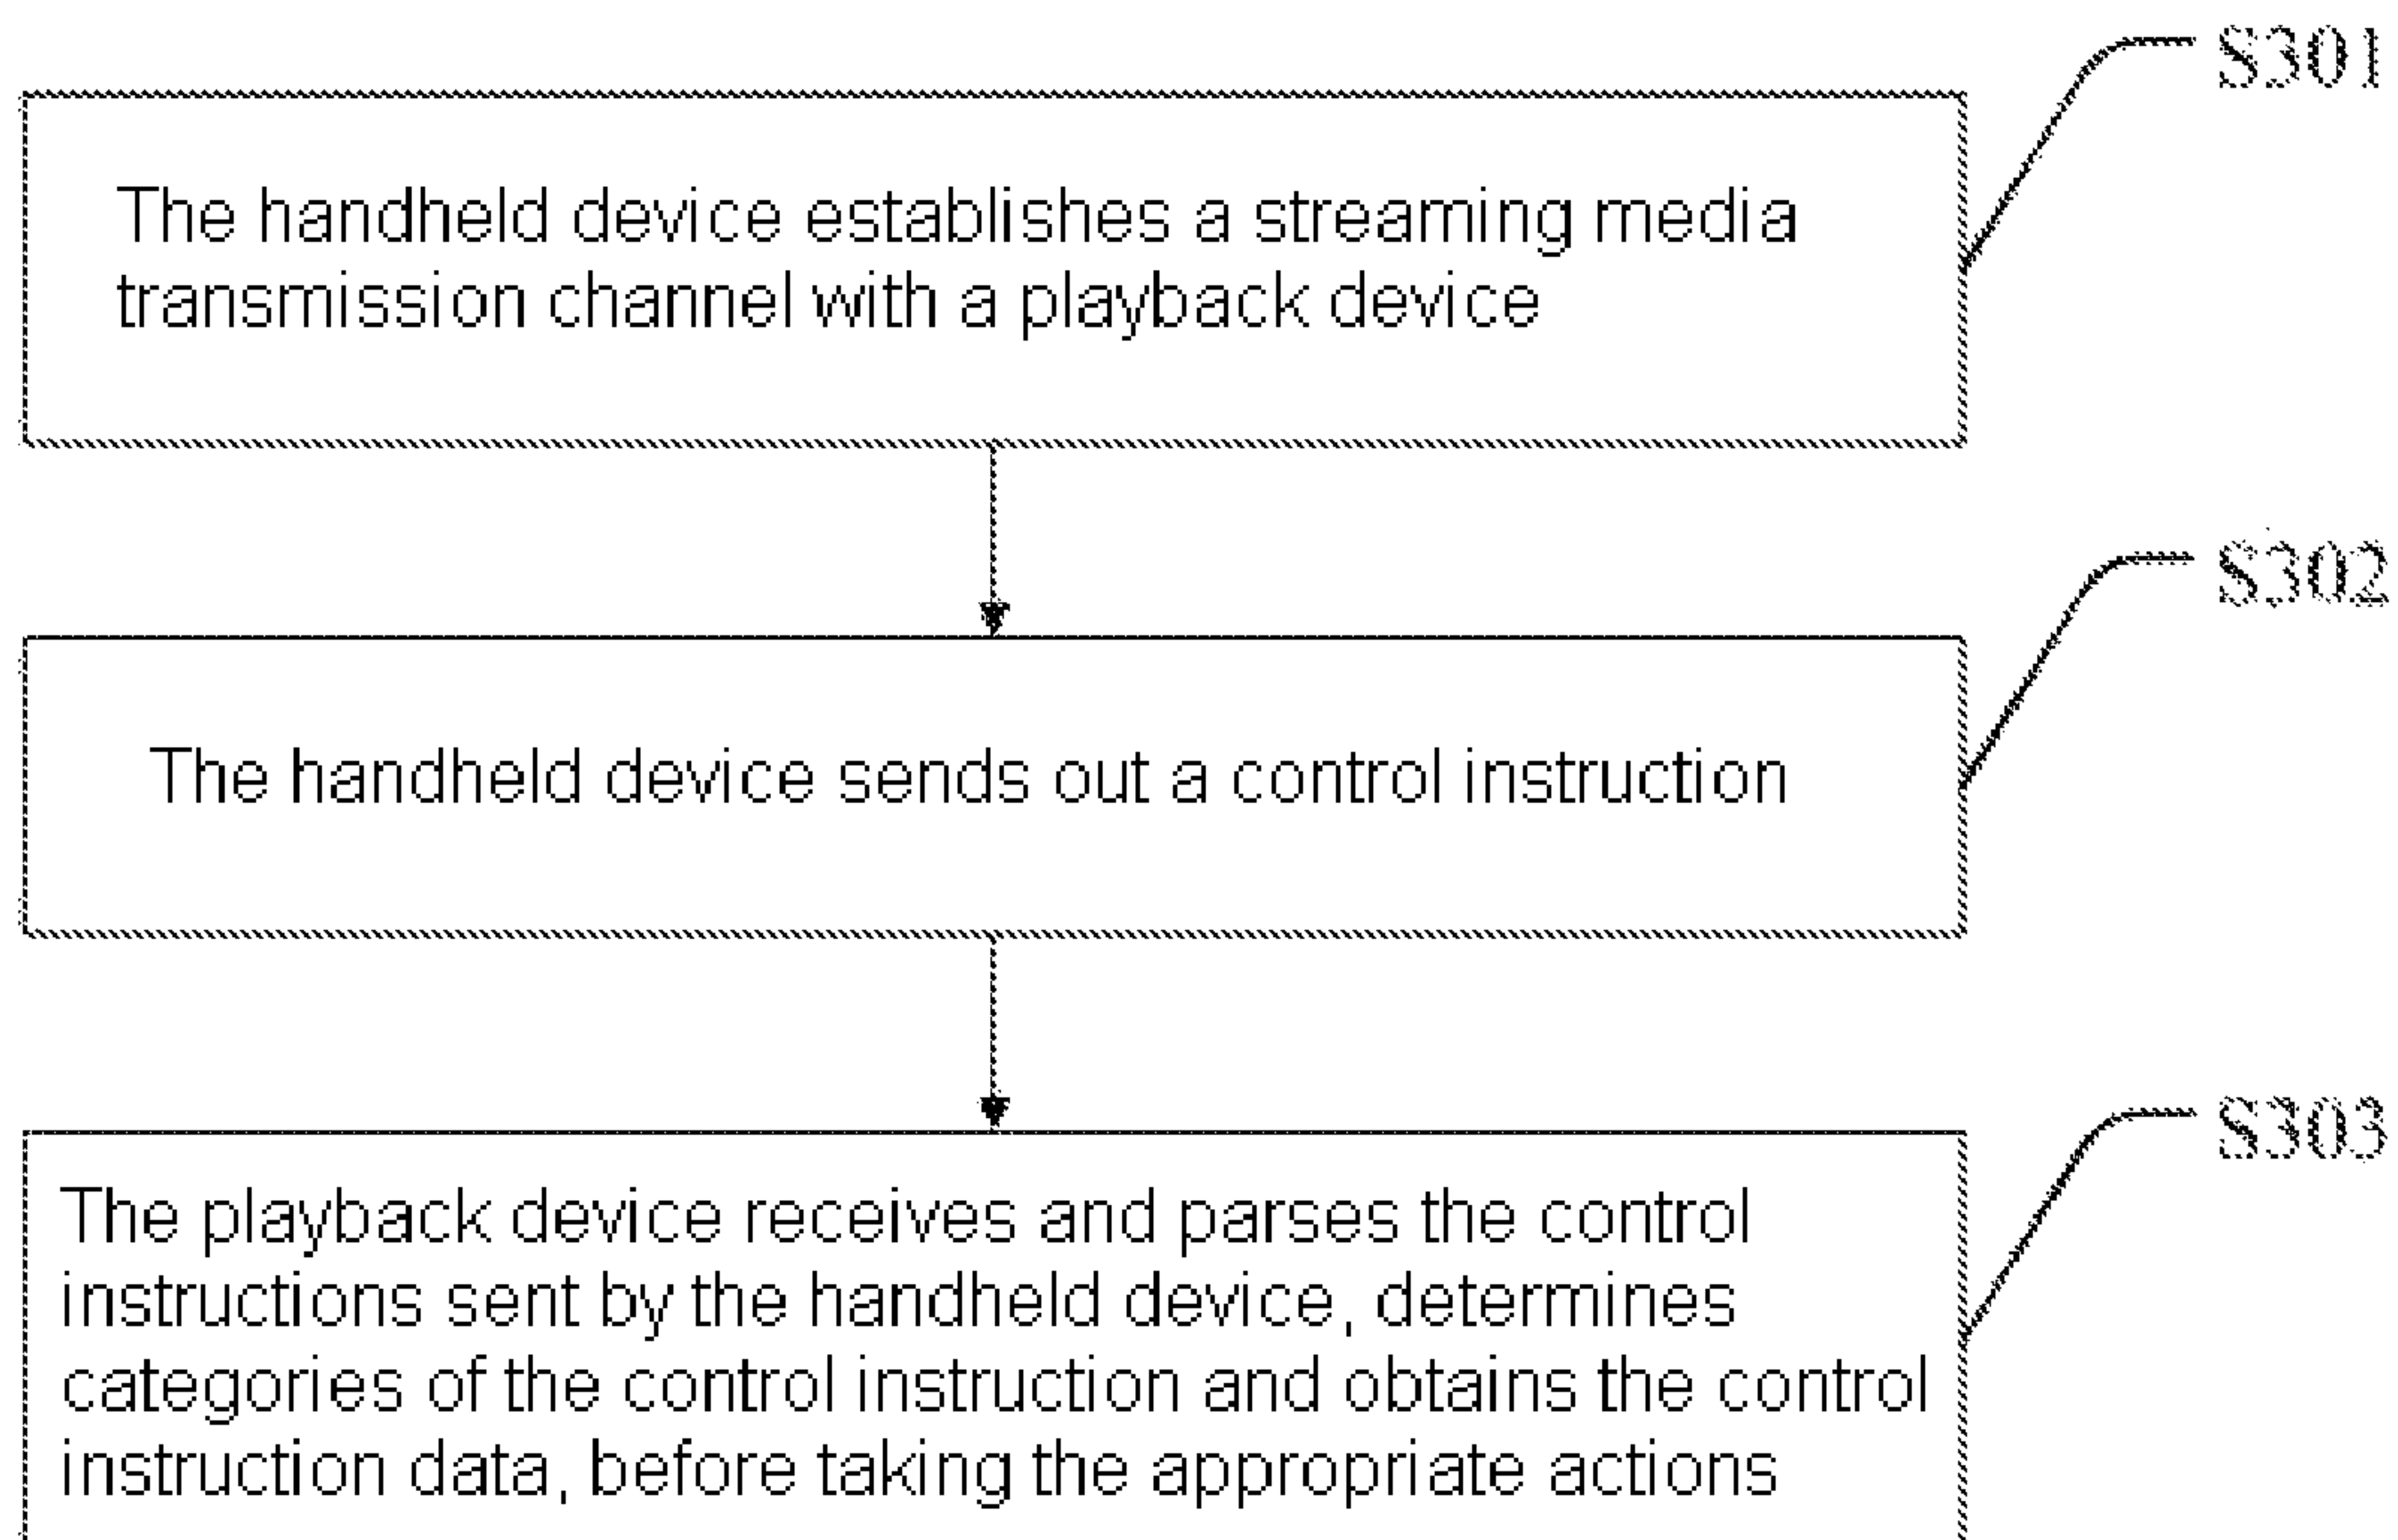 S301
The handheld device establishes a streaming media
transmission channel with a playback device
S302
The handheld device sends out a control instruction
S303
The playback device receives and parses the control
instructions sent by the handheld device, determines
categories of the control instruction and obtains the control
instruction data, before taking the appropriate actions